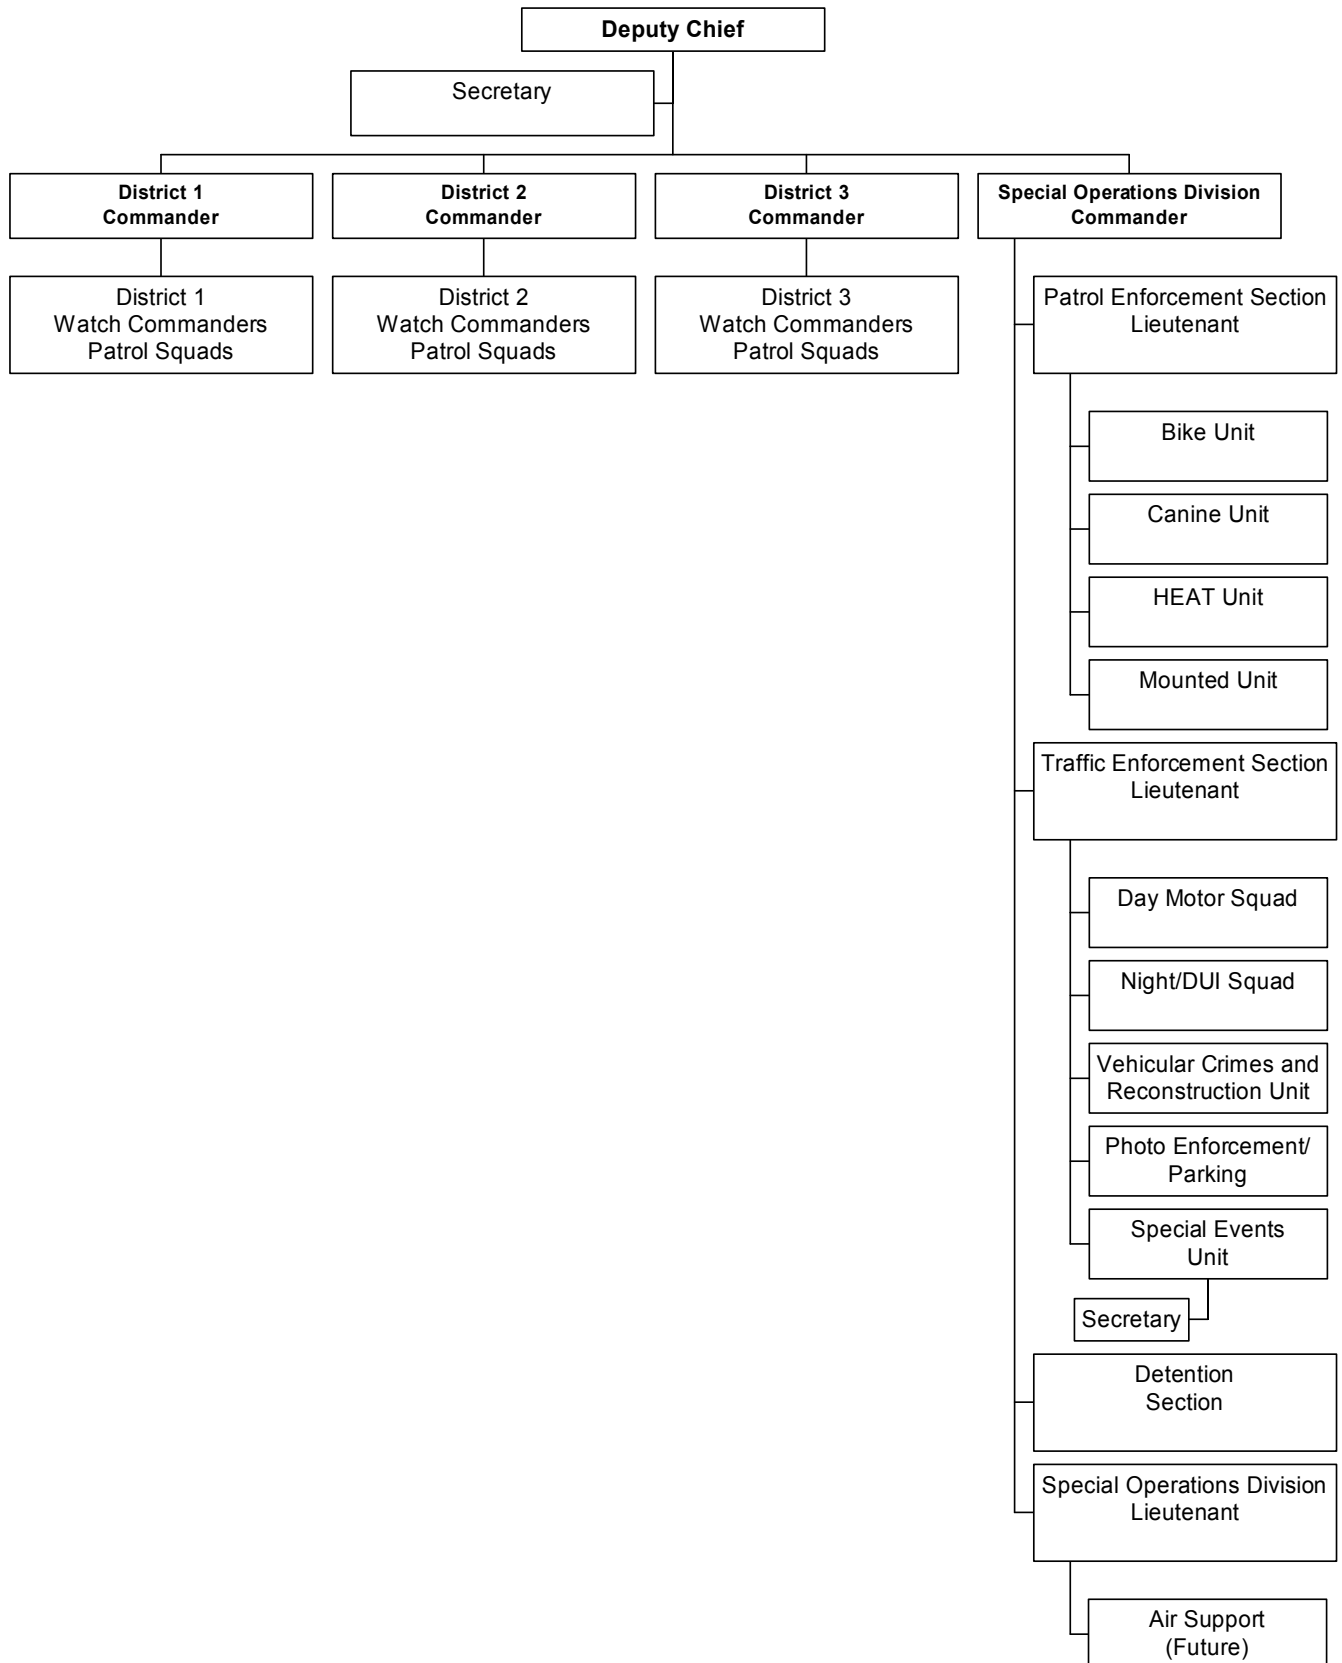 Deputy Chief
Secretary
District 1
Commander
District 2
Commander
District 3
Commander
Special Operations Division
Commander
District 1
Watch Commanders
Patrol Squads
District 2
Watch Commanders
Patrol Squads
District 3
Watch Commanders
Patrol Squads
Patrol Enforcement Section
Lieutenant
Bike Unit
Canine Unit
HEAT Unit
Mounted Unit
Traffic Enforcement Section
Lieutenant
Day Motor Squad
Night/DUI Squad
Vehicular Crimes and
Reconstruction Unit
Photo Enforcement/
Parking
Special Events
Unit
Secretary
Detention
Section
Special Operations Division
Lieutenant
Air Support
(Future)